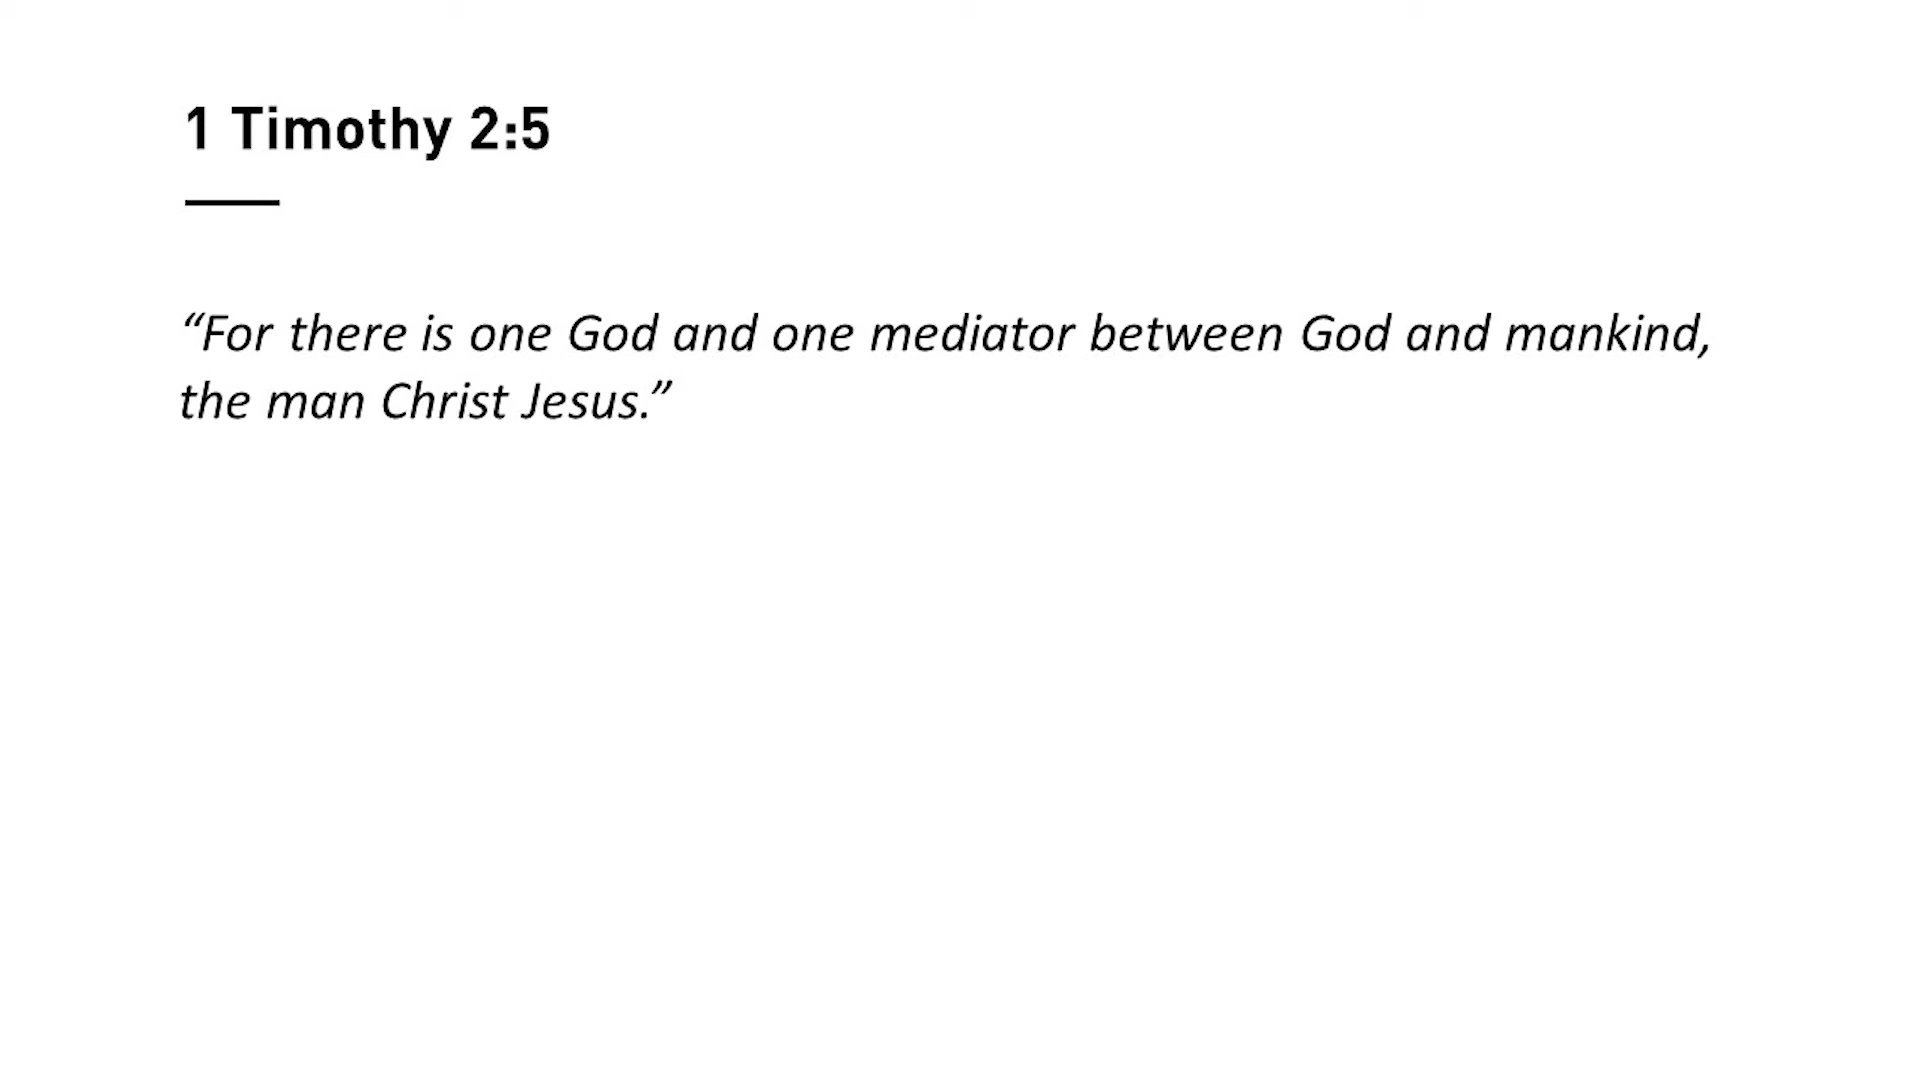 1 Timothy 2:5
“For there is one God and one mediator between God and mankind,
the man Christ Jesus.”